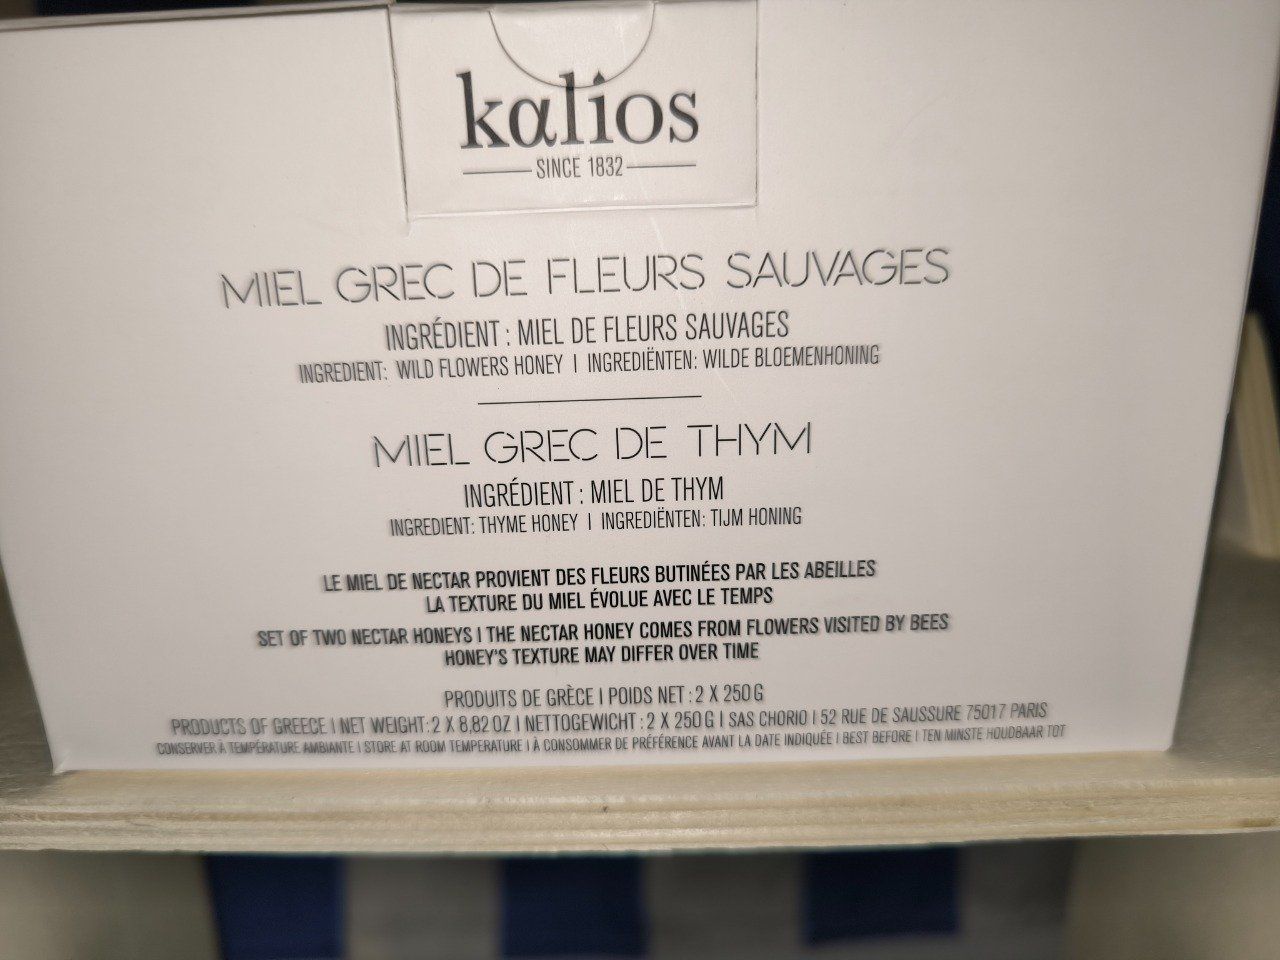 kαlios
SINCE 1832
MIEL GREC DE FLEURS SAUVAGES
INGRÉDIENT : MIEL DE FLEURS SAUVAGES
INGREDIENT: WILD FLOWERS HONEY | INGREDIËNTEN: WILDE BLOEMENHONING
MIEL GREC DE THYM
INGRÉDIENT : MIEL DE THYM
INGREDIENT: THYME HONEY | INGREDIËNTEN: TIJM HONING
LE MIEL DE NECTAR PROVIENT DES FLEURS BUTINÉES PAR LES ABEILLES
LA TEXTURE DU MIEL ÉVOLUE AVEC LE TEMPS
SET OF TWO NECTAR HONEYS | THE NECTAR HONEY COMES FROM FLOWERS VISITED BY BEES
HONEY'S TEXTURE MAY DIFFER OVER TIME
PRODUITS DE GRÈCE | POIDS NET : 2 X 250 G
PRODUCTS OF GREECE | NET WEIGHT: 2 X 8.82 OZ | NETTOGEWICHT : 2 X 250 G | SAS CHORIO | 52 RUE DE SAUSSURE 75017 PARIS
CONSERVER À TEMPÉRATURE AMBIANTE | STORE AT ROOM TEMPERATURE | À CONSOMMER DE PRÉFÉRENCE AVANT LA DATE INDIQUÉE | BEST BEFORE | TEN MINSTE HOUDBAAR TOT